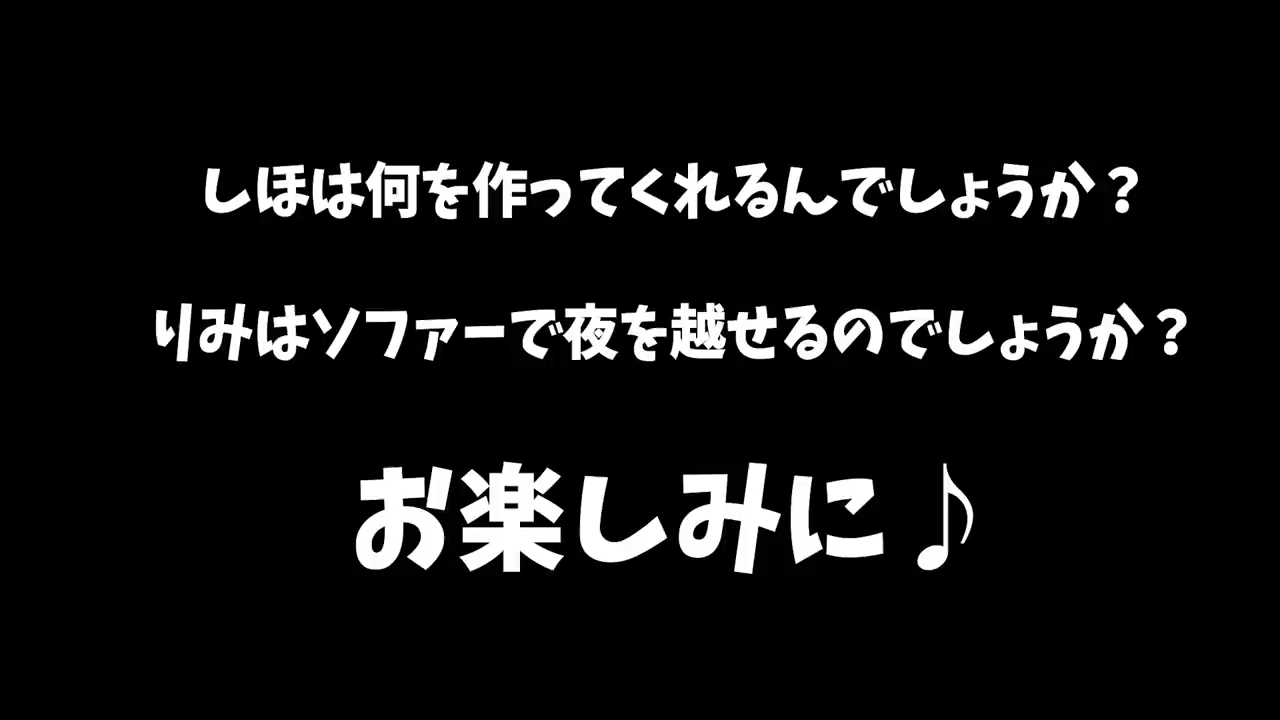 しほは何を作ってくれるんでしょうか？
りみはソファーで夜を越せるのでしょうか？
お楽しみに♪